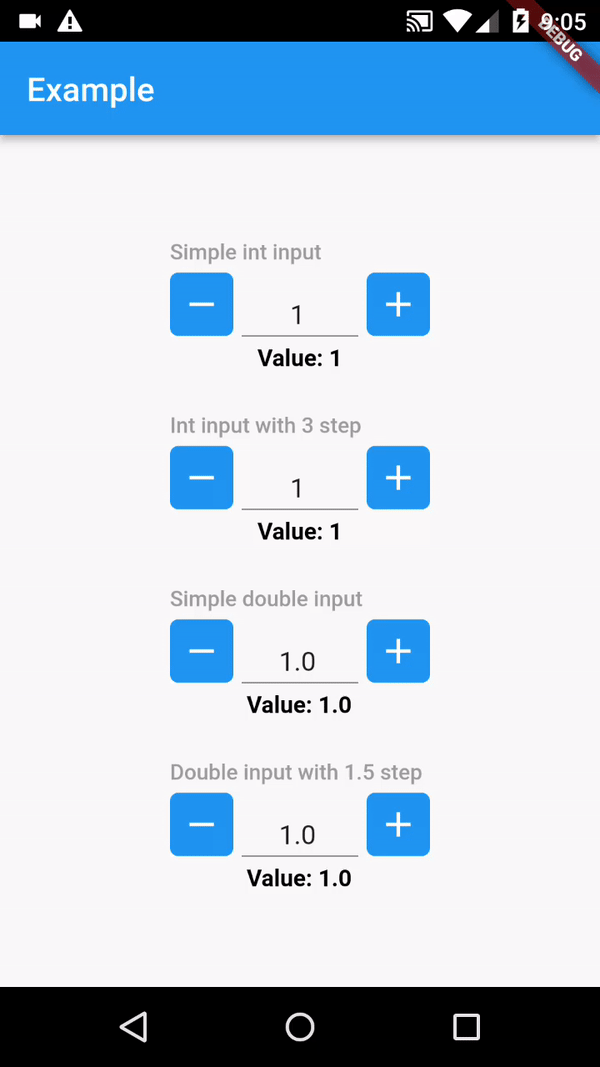 9:05
DEBUG
Example
Simple int input
1
Value: 1
Int input with 3 step
1
Value: 1
Simple double input
1.0
Value: 1.0
Double input with 1.5 step
1.0
Value: 1.0